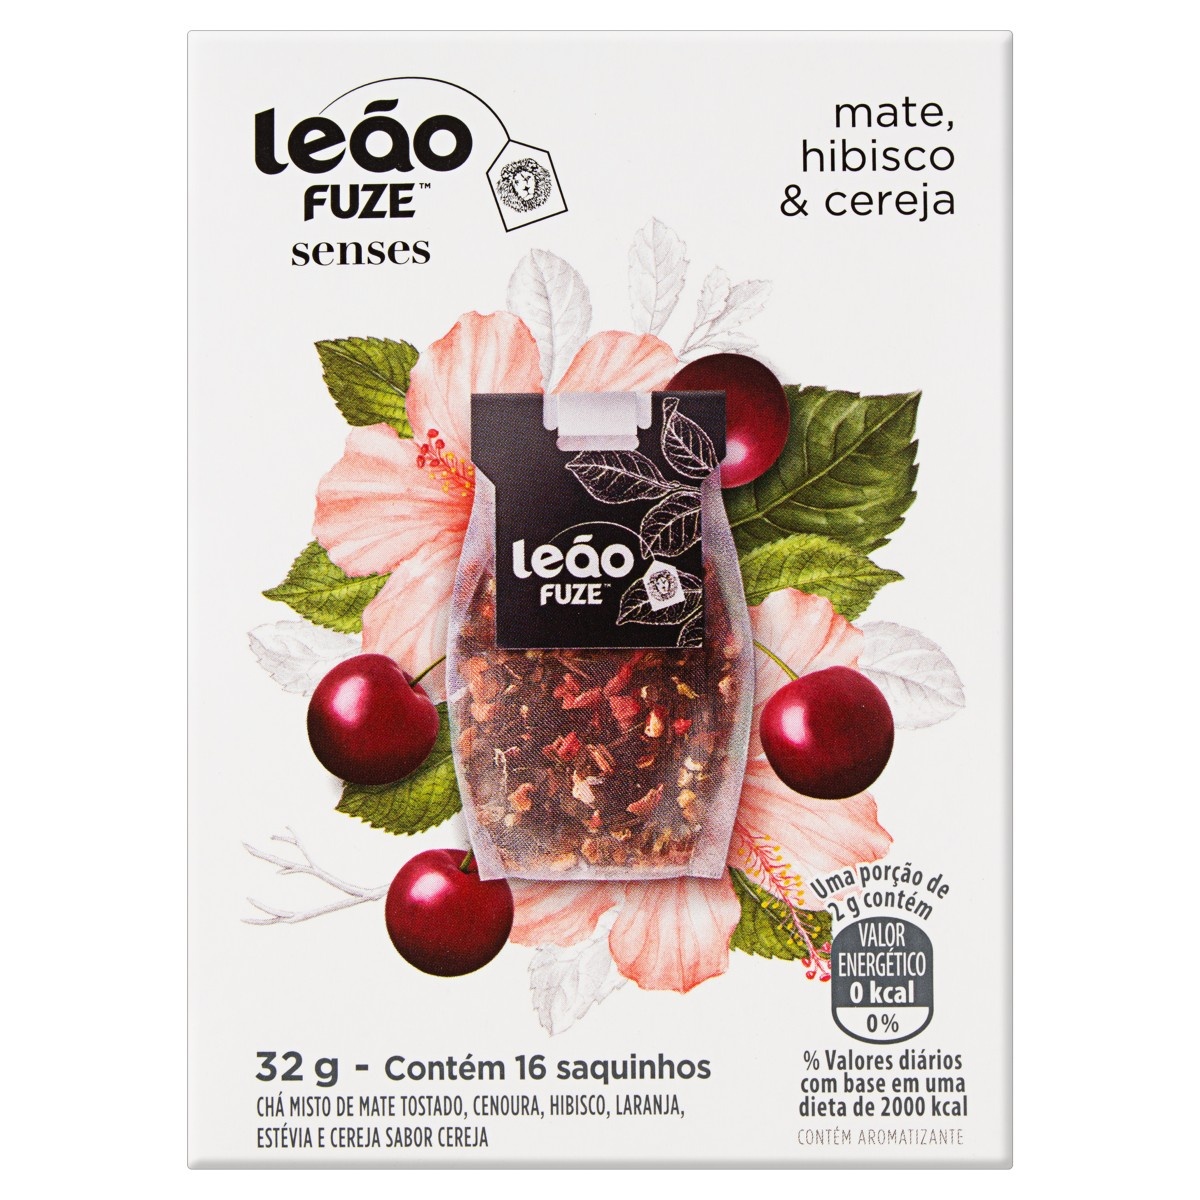 leão
FUZE™
senses
mate,
hibisco
& cereja
leão
FUZE™
Uma porção de
2 g contém
VALOR
ENERGÉTICO
0 kcal
0%
% Valores diários
com base em uma
dieta de 2000 kcal
CONTÉM AROMATIZANTE
32 g - Contém 16 saquinhos
CHÁ MISTO DE MATE TOSTADO, CENOURA, HIBISCO, LARANJA,
ESTÉVIA E CEREJA SABOR CEREJA